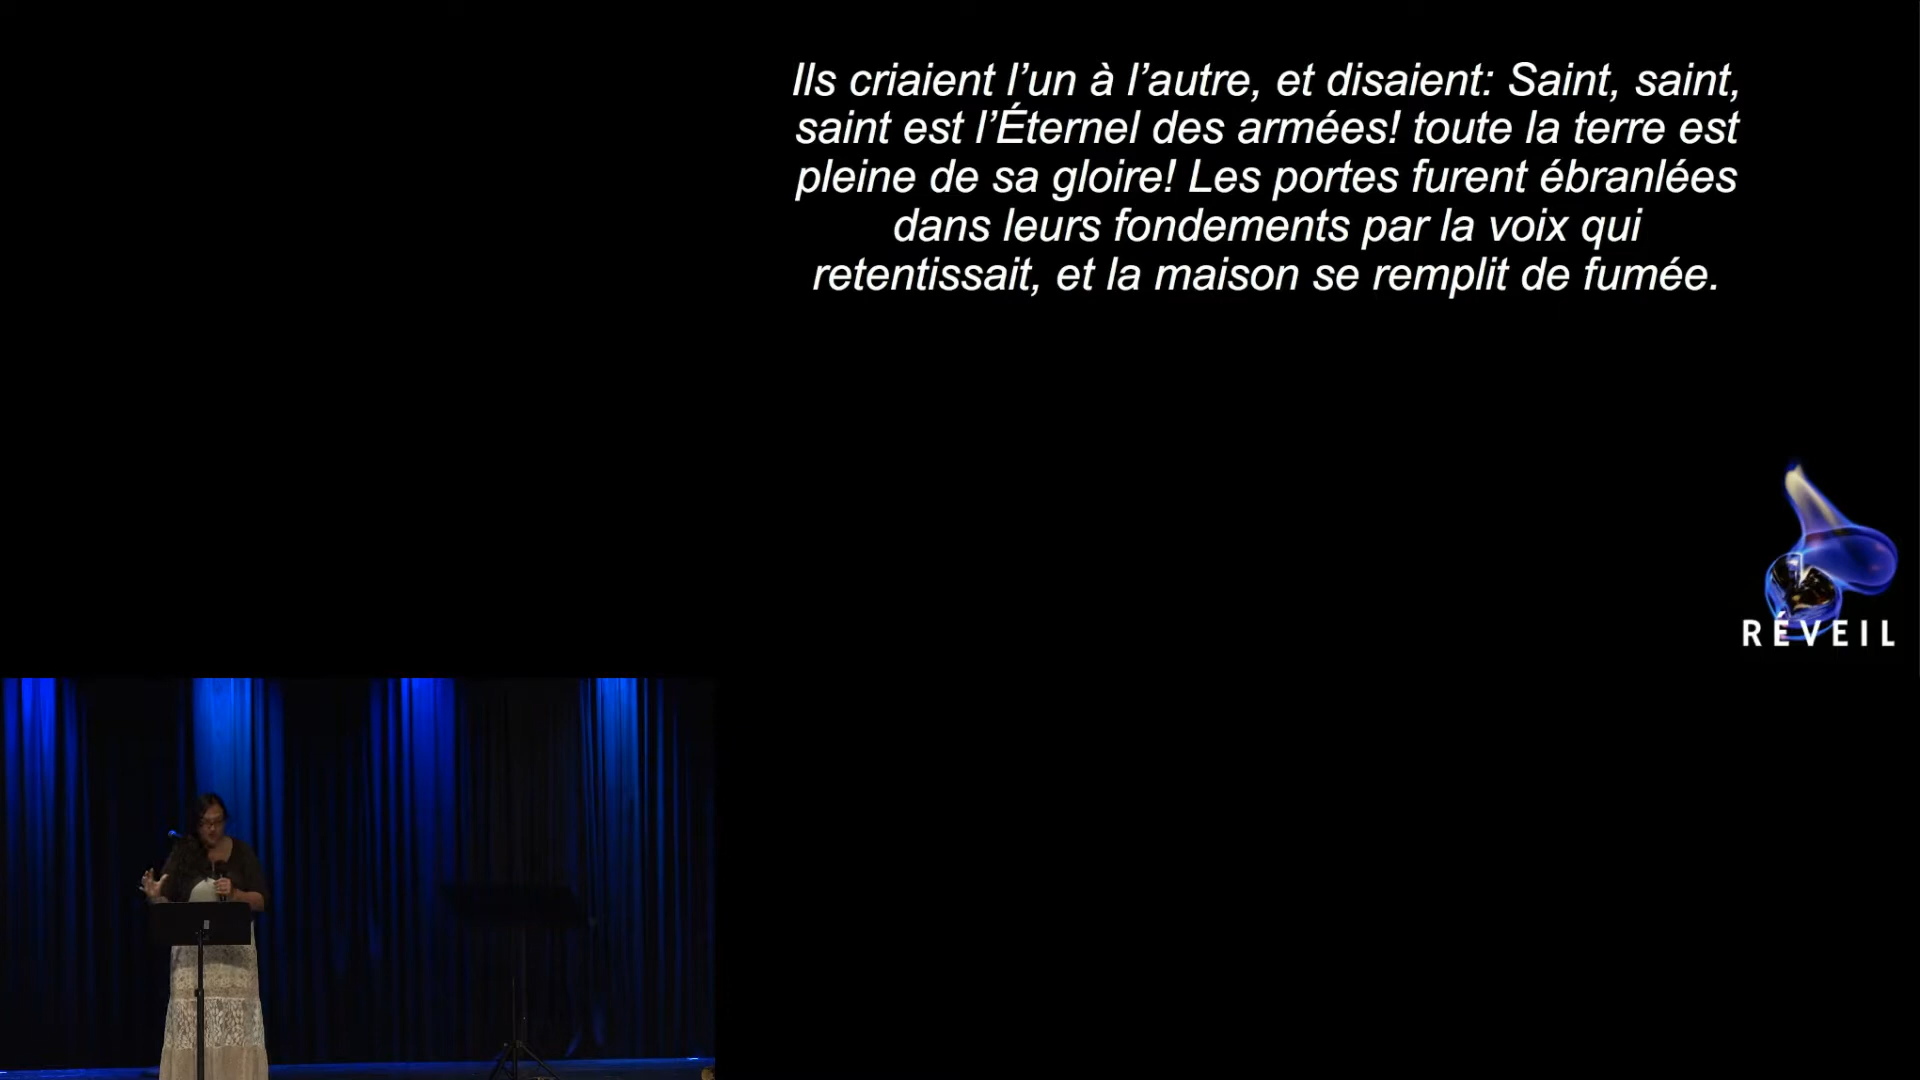 Ils criaient l’un à l’autre, et disaient: Saint, saint,
saint est l’Éternel des armées! toute la terre est
pleine de sa gloire! Les portes furent ébranlées
dans leurs fondements par la voix qui
retentissait, et la maison se remplit de fumée.
RÉVEIL